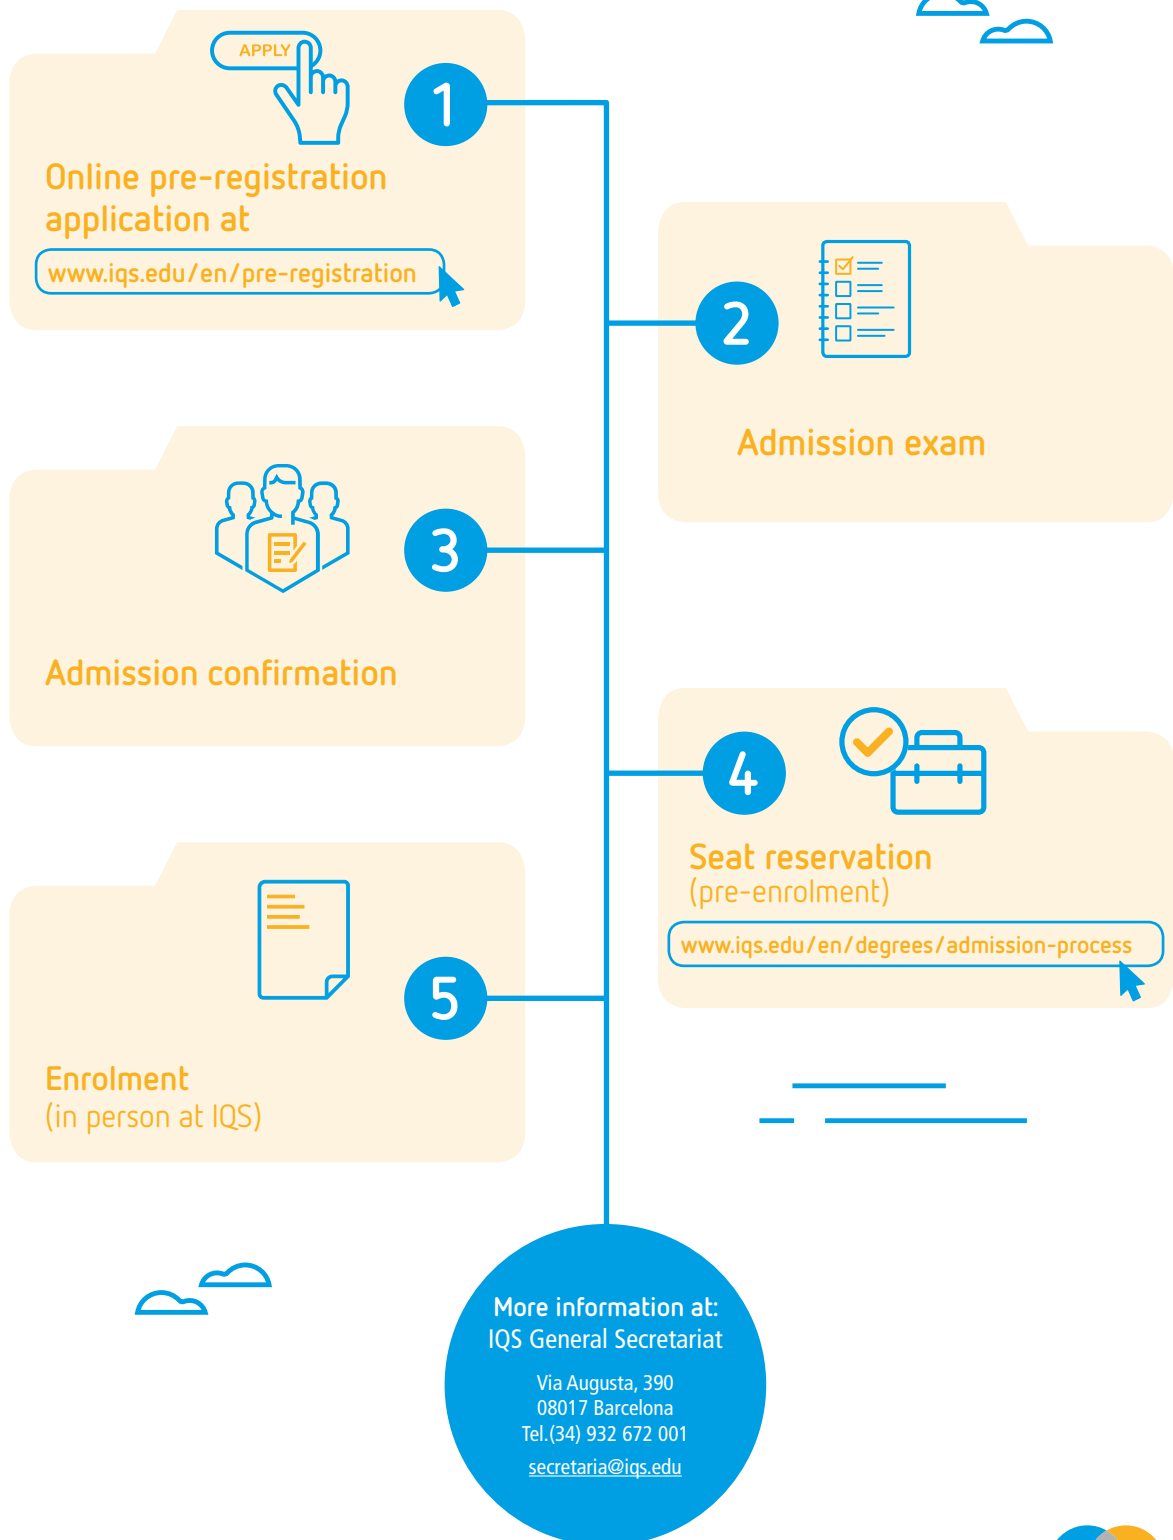 APPLY
1
Online pre-registration
application at
www.iqs.edu/en/pre-registration
2
Admission exam
3
Admission confirmation
4
Seat reservation
(pre-enrolment)
www.iqs.edu/en/degrees/admission-process
5
Enrolment
(in person at IQS)
More information at:
IQS General Secretariat
Via Augusta, 390
08017 Barcelona
Tel.(34) 932 672 001
secretaria@iqs.edu